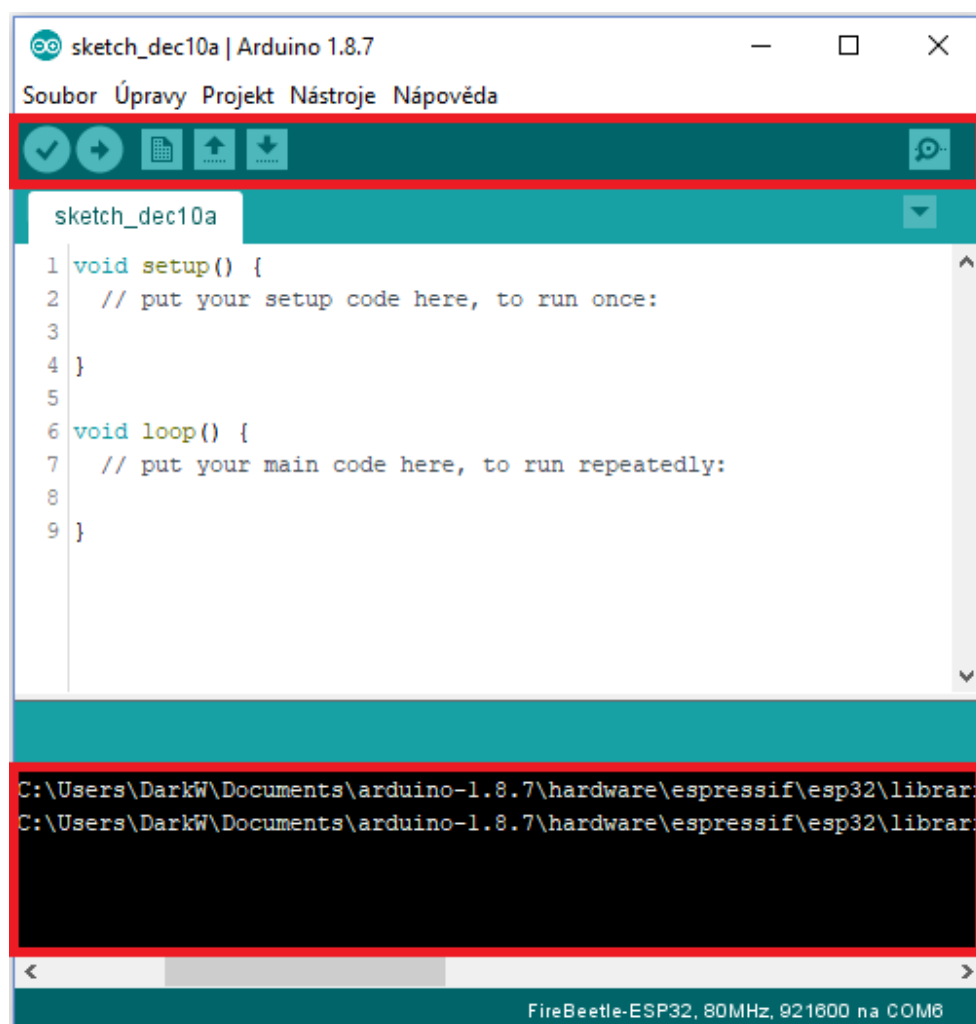 sketch_dec10a | Arduino 1.8.7
Soubor Úpravy Projekt Nástroje Nápověda
sketch_dec10a
1 void setup() {
2   // put your setup code here, to run once:
3
4 }
5
6 void loop() {
7   // put your main code here, to run repeatedly:
8
9 }
C:\Users\DarkW\Documents\arduino-1.8.7\hardware\espressif\esp32\librar
C:\Users\DarkW\Documents\arduino-1.8.7\hardware\espressif\esp32\librar
FireBeetle-ESP32, 80MHz, 921600 na COM6